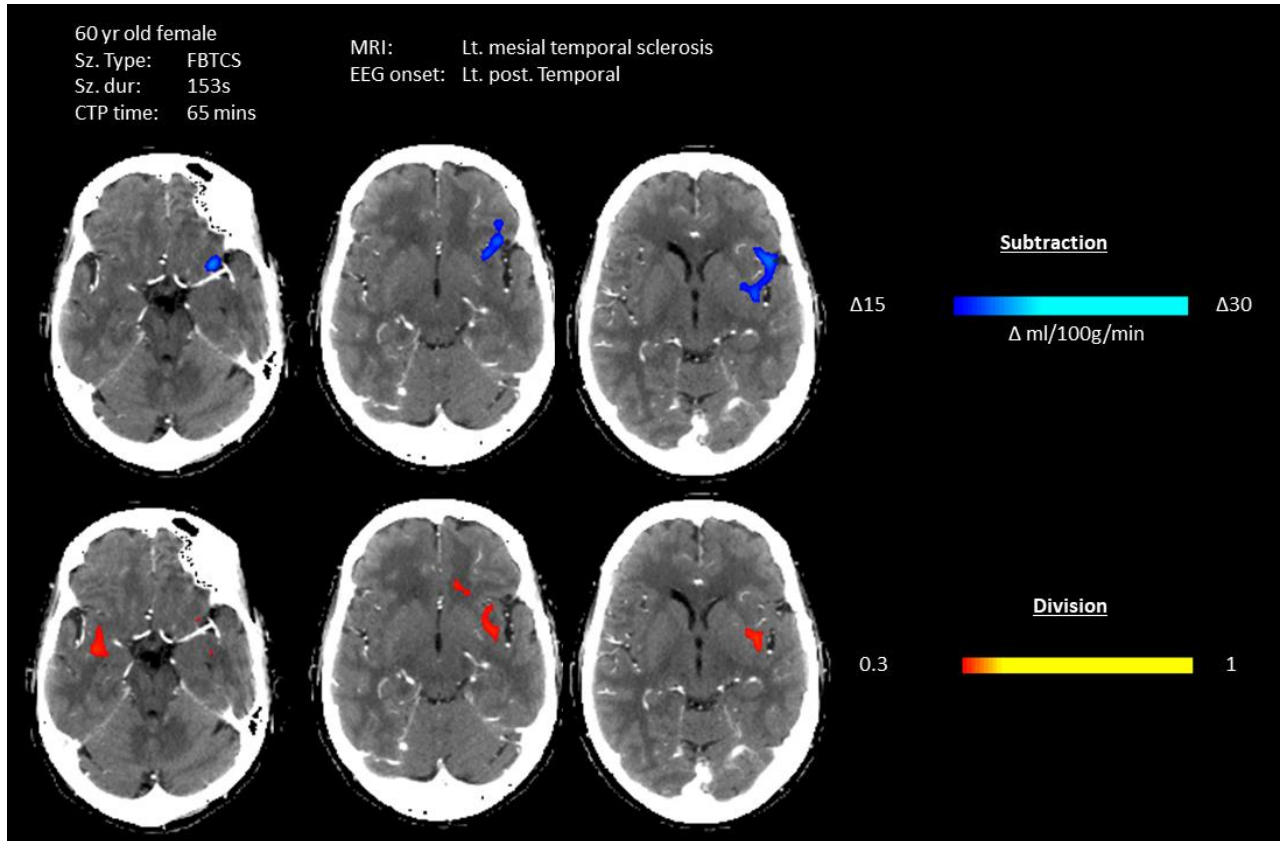 60 yr old female
Sz. Type: FBTCS
Sz. dur: 153s
CTP time: 65 mins
MRI: Lt. mesial temporal sclerosis
EEG onset: Lt. post. Temporal
Subtraction
Δ15 Δ30
Δ ml/100g/min
Division
0.3 1